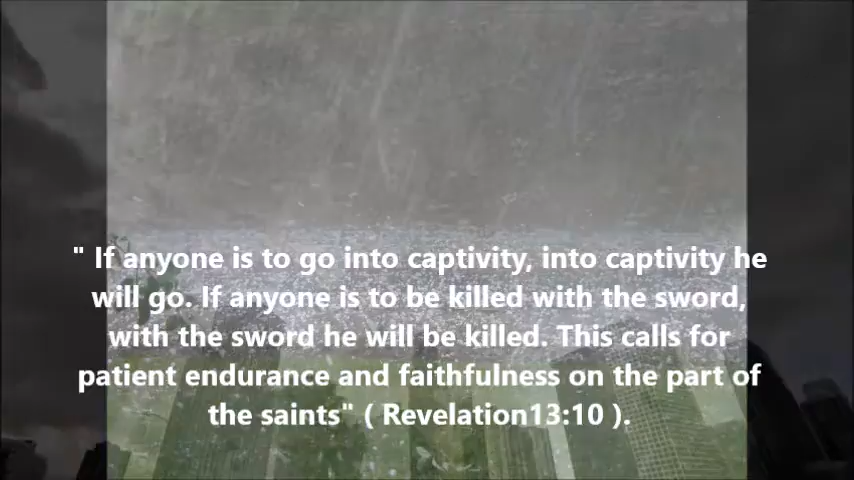 " If anyone is to go into captivity, into captivity he
will go. If anyone is to be killed with the sword,
with the sword he will be killed. This calls for
patient endurance and faithfulness on the part of
the saints" ( Revelation13:10 ).